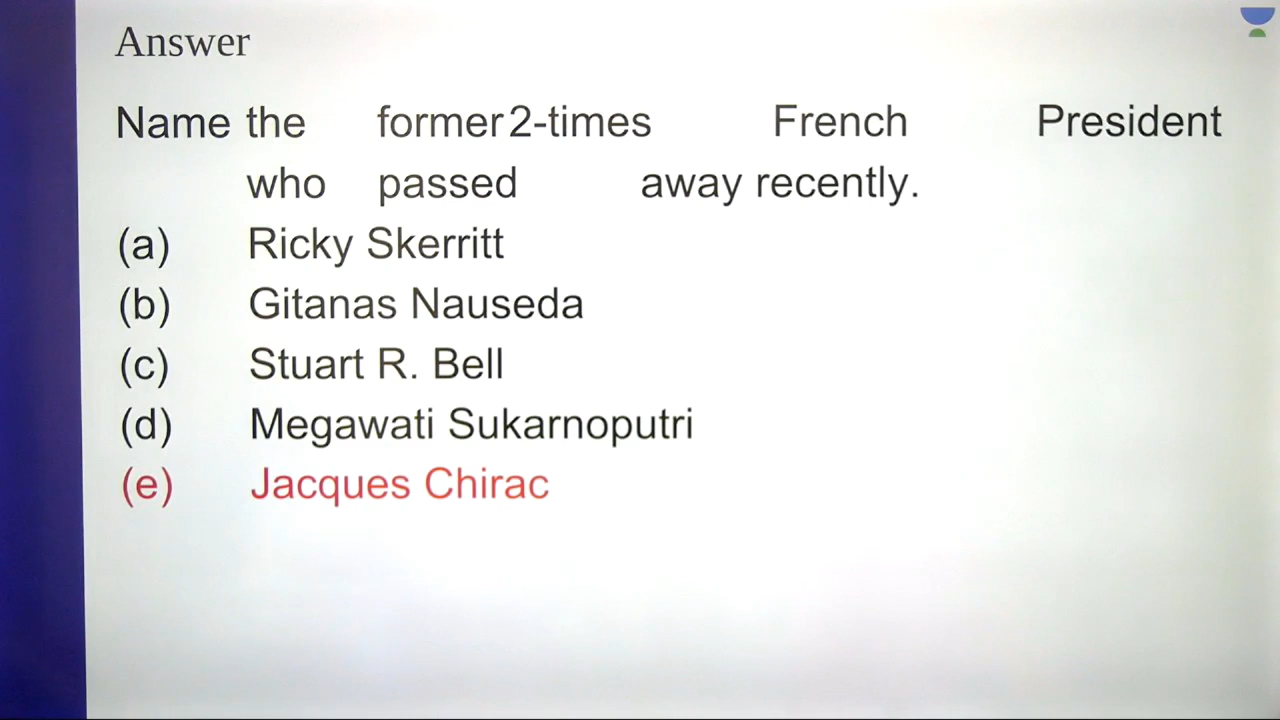 Answer
Name the former 2-times French President
who passed away recently.
(a) Ricky Skerritt
(b) Gitanas Nauseda
(c) Stuart R. Bell
(d) Megawati Sukarnoputri
(e) Jacques Chirac